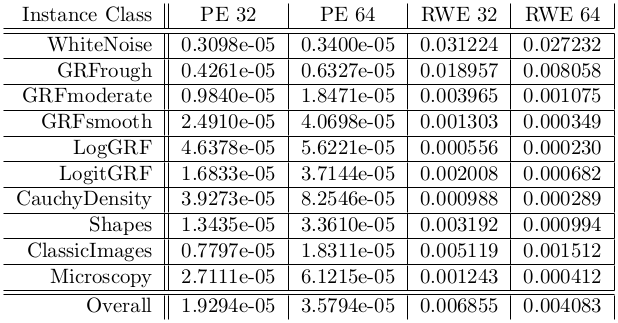 Instance Class PE 32 PE 64 RWE 32 RWE 64
WhiteNoise 0.3098e-05 0.3400e-05 0.031224 0.027232
GRFrough 0.4261e-05 0.6327e-05 0.018957 0.008058
GRFmoderate 0.9840e-05 1.8471e-05 0.003965 0.001075
GRFsmooth 2.4910e-05 4.0698e-05 0.001303 0.000349
LogGRF 4.6378e-05 5.6221e-05 0.000556 0.000230
LogitGRF 1.6833e-05 3.7144e-05 0.002008 0.000682
CauchyDensity 3.9273e-05 8.2546e-05 0.000988 0.000289
Shapes 1.3435e-05 3.3610e-05 0.003192 0.000994
ClassicImages 0.7797e-05 1.8311e-05 0.005119 0.001512
Microscopy 2.7111e-05 6.1215e-05 0.001243 0.000412
Overall 1.9294e-05 3.5794e-05 0.006855 0.004083